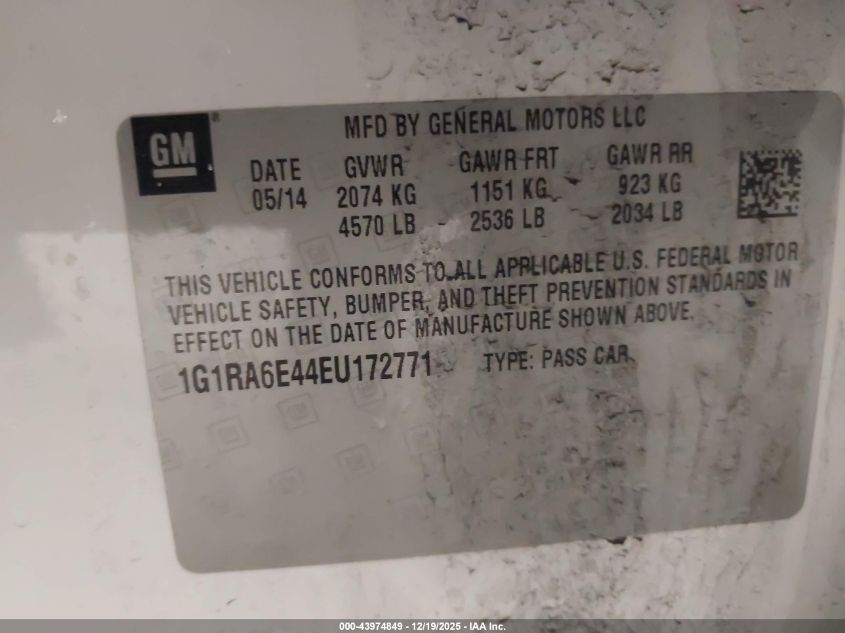 GM ®
MFD BY GENERAL MOTORS LLC
DATE GVWR GAWR FRT GAWR RR
05/14 2074 KG 1151 KG 923 KG
4570 LB 2536 LB 2034 LB
THIS VEHICLE CONFORMS TO ALL APPLICABLE U.S. FEDERAL MOTOR
VEHICLE SAFETY, BUMPER, AND THEFT PREVENTION STANDARDS IN
EFFECT ON THE DATE OF MANUFACTURE SHOWN ABOVE.
1G1RA6E44EU172771 TYPE: PASS CAR
000-43974849 - 12/19/2025 - IAA Inc.